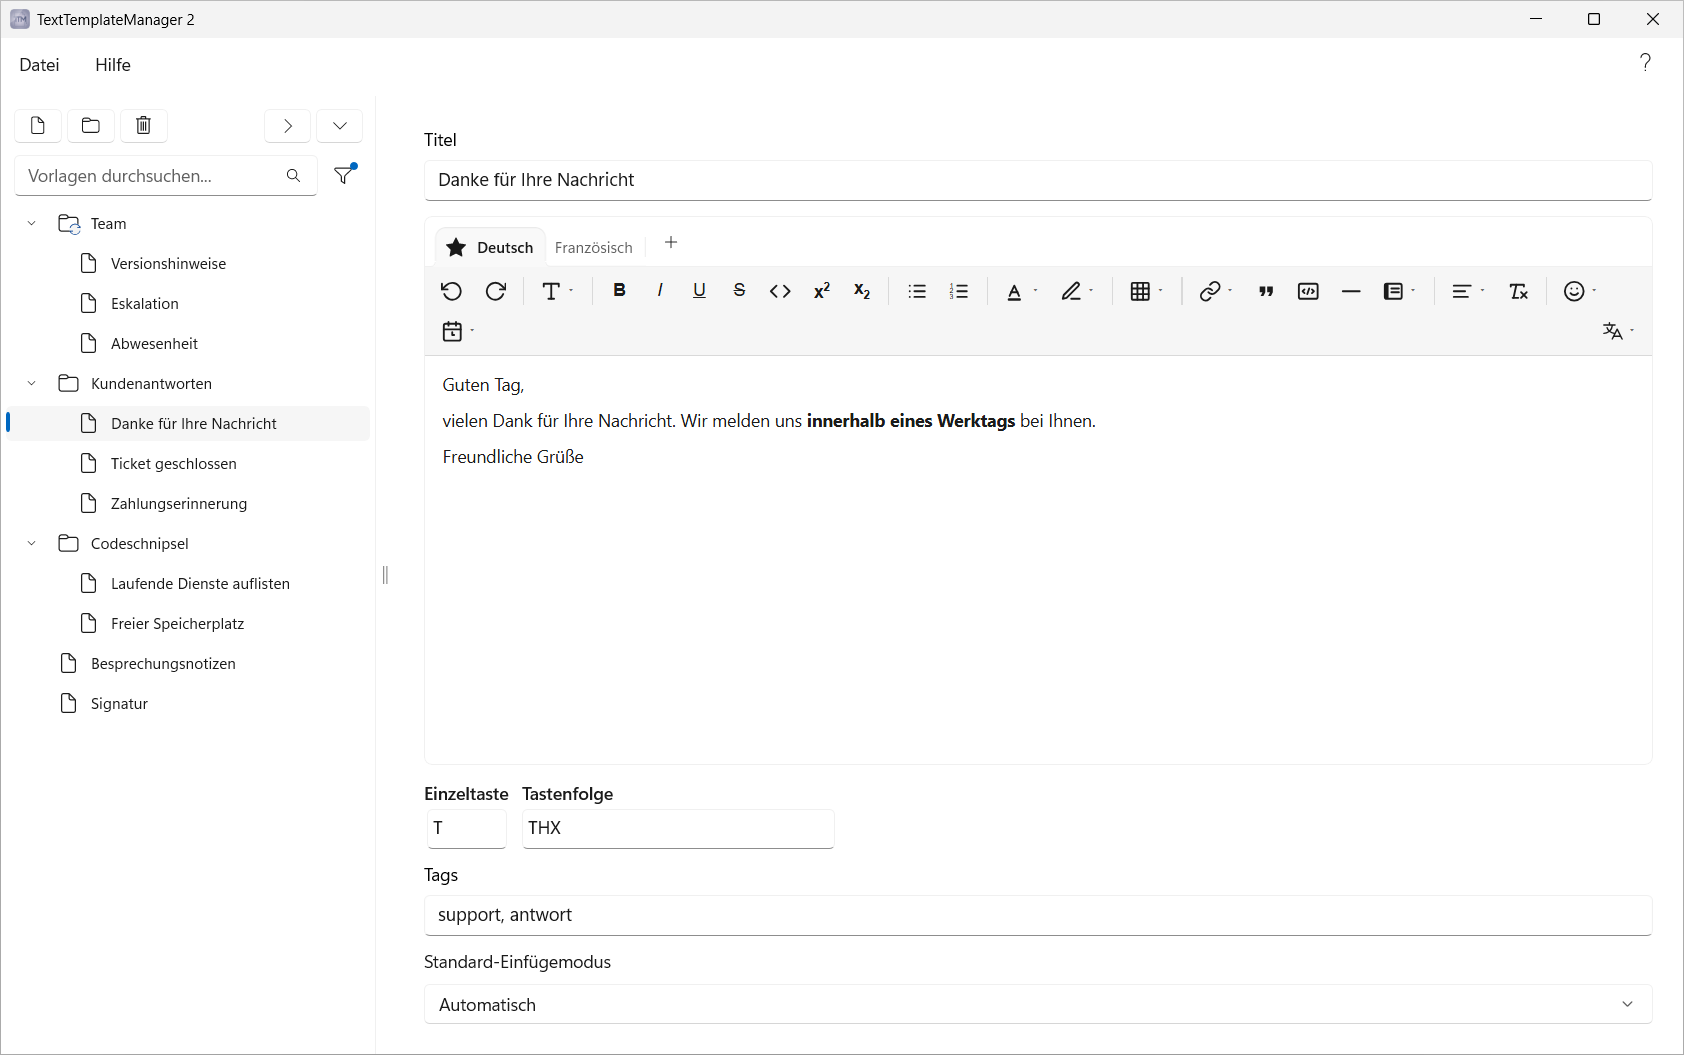 TextTemplateManager 2
Datei Hilfe
Vorlagen durchsuchen...
Team
Versionshinweise
Eskalation
Abwesenheit
Kundenantworten
Danke für Ihre Nachricht
Ticket geschlossen
Zahlungserinnerung
Codeschnipsel
Laufende Dienste auflisten
Freier Speicherplatz
Besprechungsnotizen
Signatur
Titel
Danke für Ihre Nachricht
Deutsch Französisch
Guten Tag,
vielen Dank für Ihre Nachricht. Wir melden uns innerhalb eines Werktags bei Ihnen.
Freundliche Grüße
Einzeltaste Tastenfolge
T THX
Tags
support, antwort
Standard-Einfügemodus
Automatisch